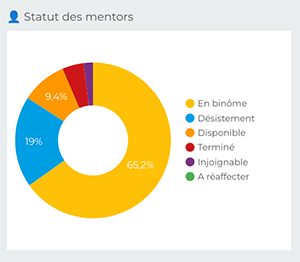 Statut des mentors
9,4%
19%
65,2%
En binôme
Désistement
Disponible
Terminé
Injoignable
A réaffecter